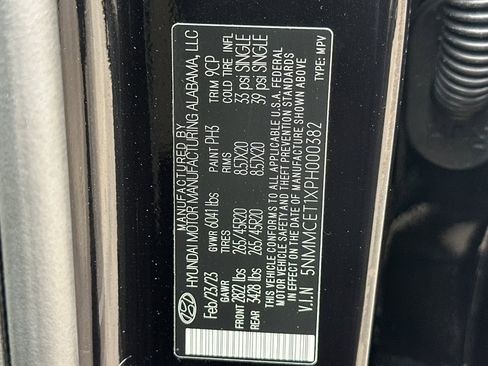 MANUFACTURED BY
HYUNDAI MOTOR MANUFACTURING ALABAMA, LLC
Feb/23/23 GVWR 6041 lbs PAINT PH3 TRIM 9CP
GAWR RIMS COLD TIRE INFL
FRONT 2822 lbs 265/45R20 8.5JX20 33 psi SINGLE
REAR 3428 lbs 265/45R20 8.5JX20 39 psi SINGLE
THIS VEHICLE CONFORMS TO ALL APPLICABLE U.S.A. FEDERAL
MOTOR VEHICLE SAFETY AND THEFT PREVENTION STANDARDS
IN EFFECT ON THE DATE OF MANUFACTURE SHOWN ABOVE.
V.I.N 5NMMCET1XPH000382 TYPE: MPV